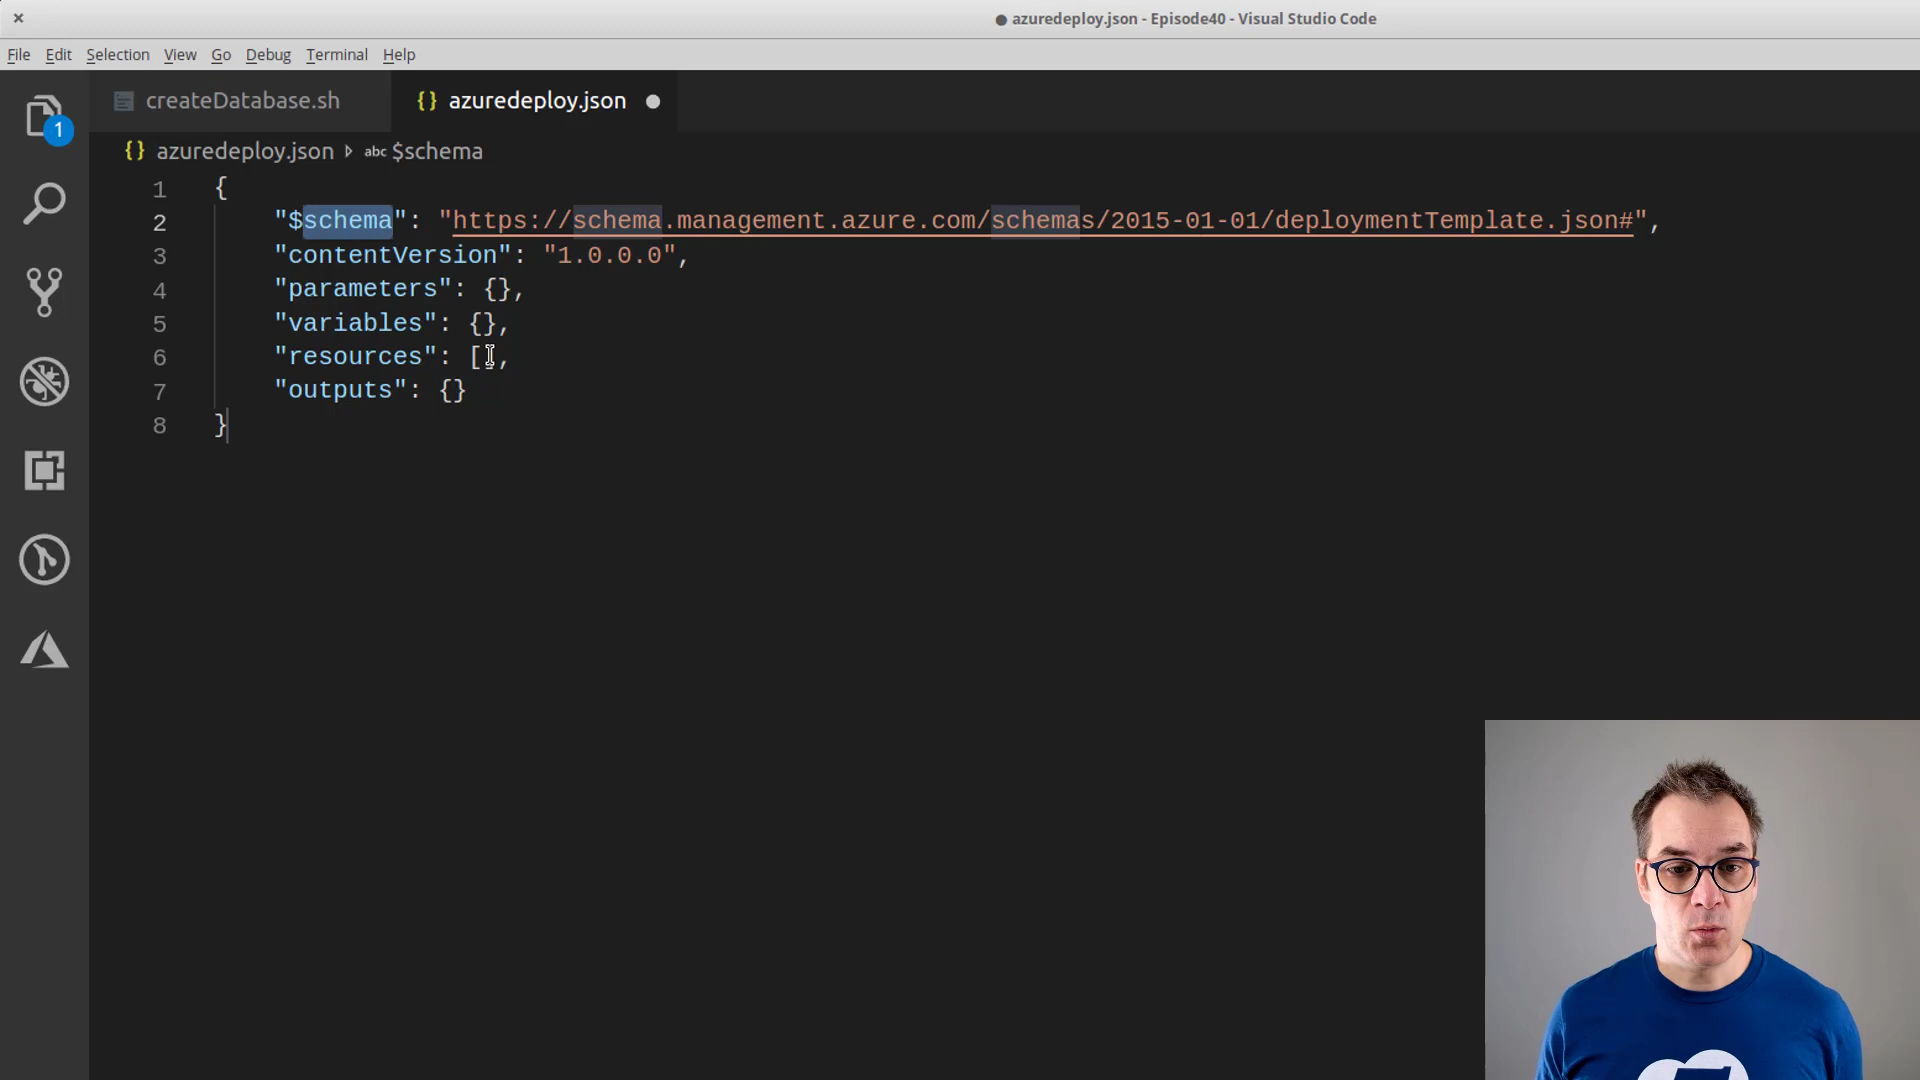 azuredeploy.json - Episode40 - Visual Studio Code
File Edit Selection View Go Debug Terminal Help
createDatabase.sh {} azuredeploy.json
1
{} azuredeploy.json abc $schema
1 {
2 "$schema": "https://schema.management.azure.com/schemas/2015-01-01/deploymentTemplate.json#",
3 "contentVersion": "1.0.0.0",
4 "parameters": {},
5 "variables": {},
6 "resources": [],
7 "outputs": {}
8 }